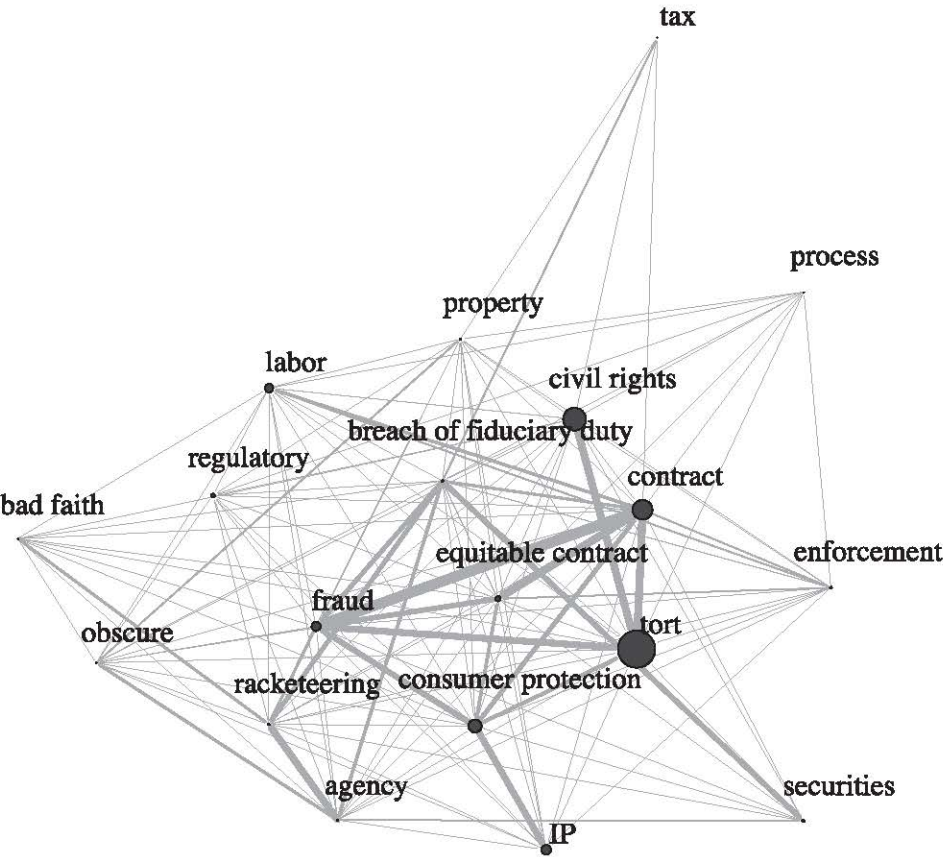 tax
process
property
labor
civil rights
breach of fiduciary duty
regulatory
contract
bad faith
equitable contract
enforcement
fraud
obscure
tort
racketeering
consumer protection
agency
securities
IP